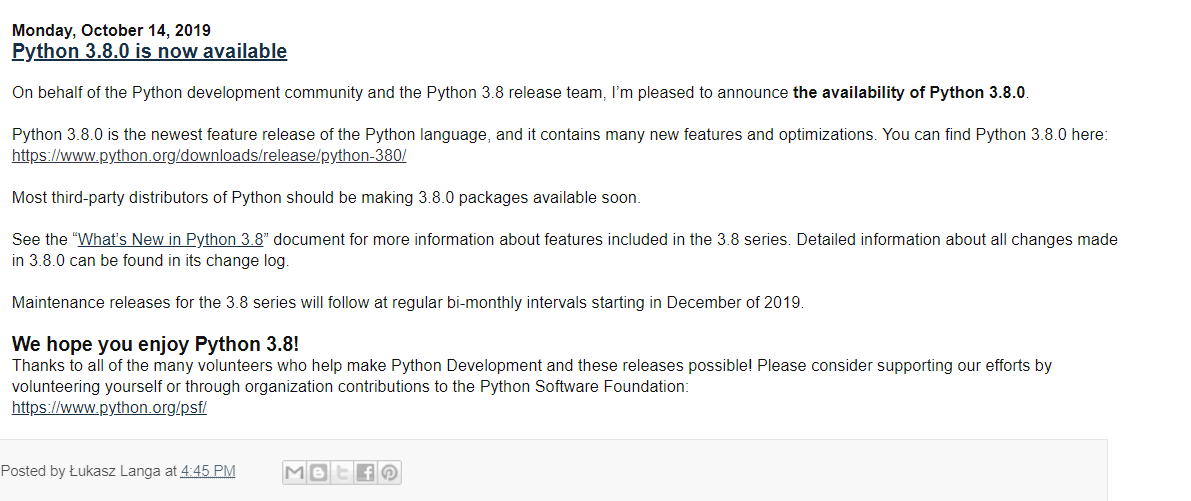 Monday, October 14, 2019
Python 3.8.0 is now available
On behalf of the Python development community and the Python 3.8 release team, I’m pleased to announce the availability of Python 3.8.0.
Python 3.8.0 is the newest feature release of the Python language, and it contains many new features and optimizations. You can find Python 3.8.0 here:
https://www.python.org/downloads/release/python-380/
Most third-party distributors of Python should be making 3.8.0 packages available soon.
See the “What’s New in Python 3.8” document for more information about features included in the 3.8 series. Detailed information about all changes made
in 3.8.0 can be found in its change log.
Maintenance releases for the 3.8 series will follow at regular bi-monthly intervals starting in December of 2019.
We hope you enjoy Python 3.8!
Thanks to all of the many volunteers who help make Python Development and these releases possible! Please consider supporting our efforts by
volunteering yourself or through organization contributions to the Python Software Foundation:
https://www.python.org/psf/
Posted by Łukasz Langa at 4:45 PM